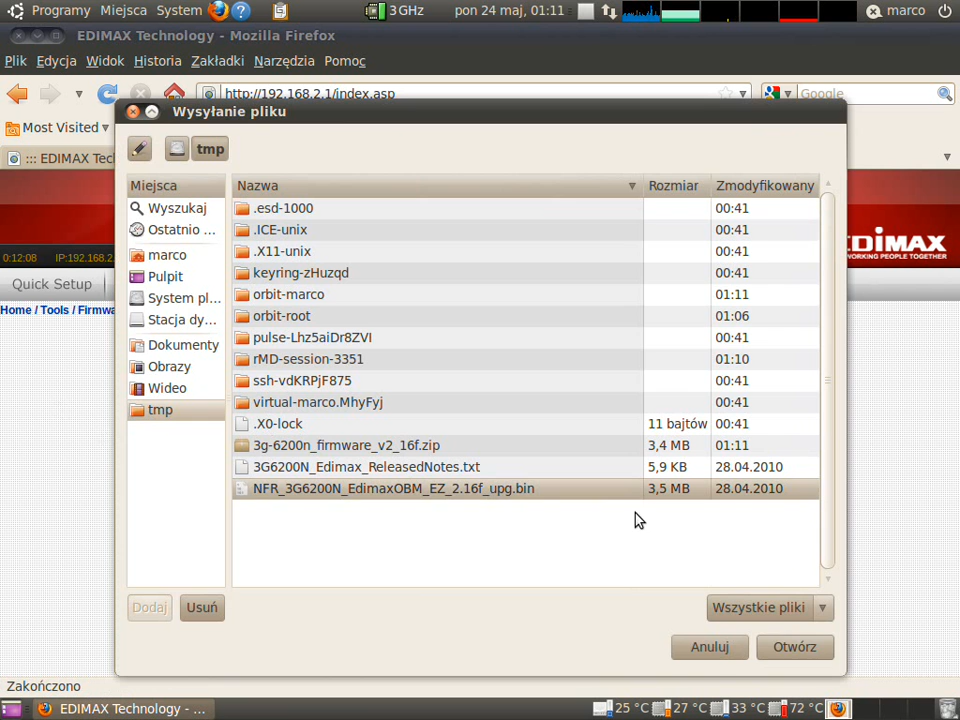 Programy Miejsca System 3 GHz pon 24 maj, 01:11 marco
EDIMAX Technology - Mozilla Firefox
Plik Edycja Widok Historia Zakładki Narzędzia Pomoc
http://192.168.2.1/index.asp Google
Most Visited
Wysyłanie pliku
tmp
::: EDIMAX Tec
Miejsca Nazwa Rozmiar Zmodyfikowany
Wyszukaj .esd-1000 00:41
Ostatnio ... .ICE-unix 00:41
.X11-unix 00:41
marco
Pulpit keyring-zHuzqd 00:41
System pl... orbit-marco 01:11
Stacja dy... orbit-root 01:06
pulse-Lhz5aiDr8ZVI 00:41
Dokumenty
Obrazy rMD-session-3351 01:10
Wideo ssh-vdKRPjF875 00:41
tmp virtual-marco.MhyFyj 00:41
.X0-lock 11 bajtów 00:41
3g-6200n_firmware_v2_16f.zip 3,4 MB 01:11
3G6200N_Edimax_ReleasedNotes.txt 5,9 KB 28.04.2010
NFR_3G6200N_EdimaxOBM_EZ_2.16f_upg.bin 3,5 MB 28.04.2010
EDIMAX
WORKING PEOPLE TOGETHER
0:12:08 IP:192.168.2.
Quick Setup
Home / Tools / Firmwa
Dodaj Usuń Wszystkie pliki
Anuluj Otwórz
Zakończono
EDIMAX Technology - ... 25 °C 27 °C 33 °C 72 °C